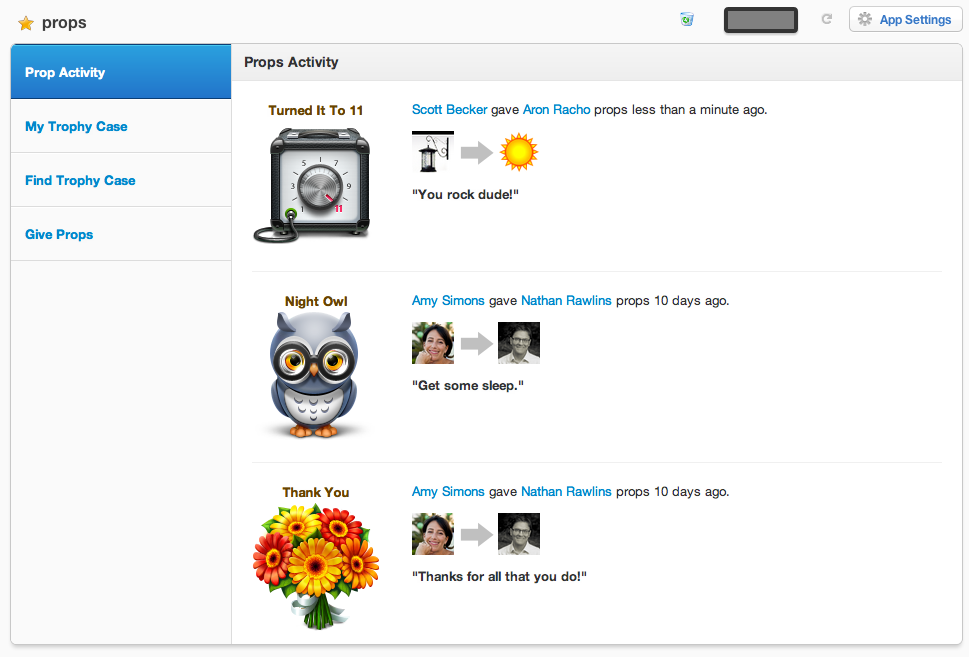 props
App Settings
Prop Activity
My Trophy Case
Find Trophy Case
Give Props
Props Activity
Turned It To 11
1 3 5 7 9 11
Scott Becker gave Aron Racho props less than a minute ago.
"You rock dude!"
Night Owl
Amy Simons gave Nathan Rawlins props 10 days ago.
"Get some sleep."
Thank You
Amy Simons gave Nathan Rawlins props 10 days ago.
"Thanks for all that you do!"